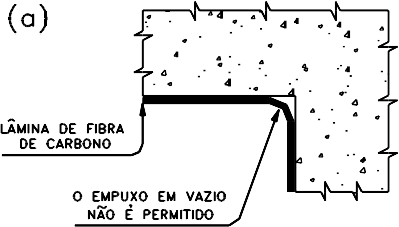 (a)
LÂMINA DE FIBRA
DE CARBONO
O EMPUXO EM VAZIO
NÃO É PERMITIDO